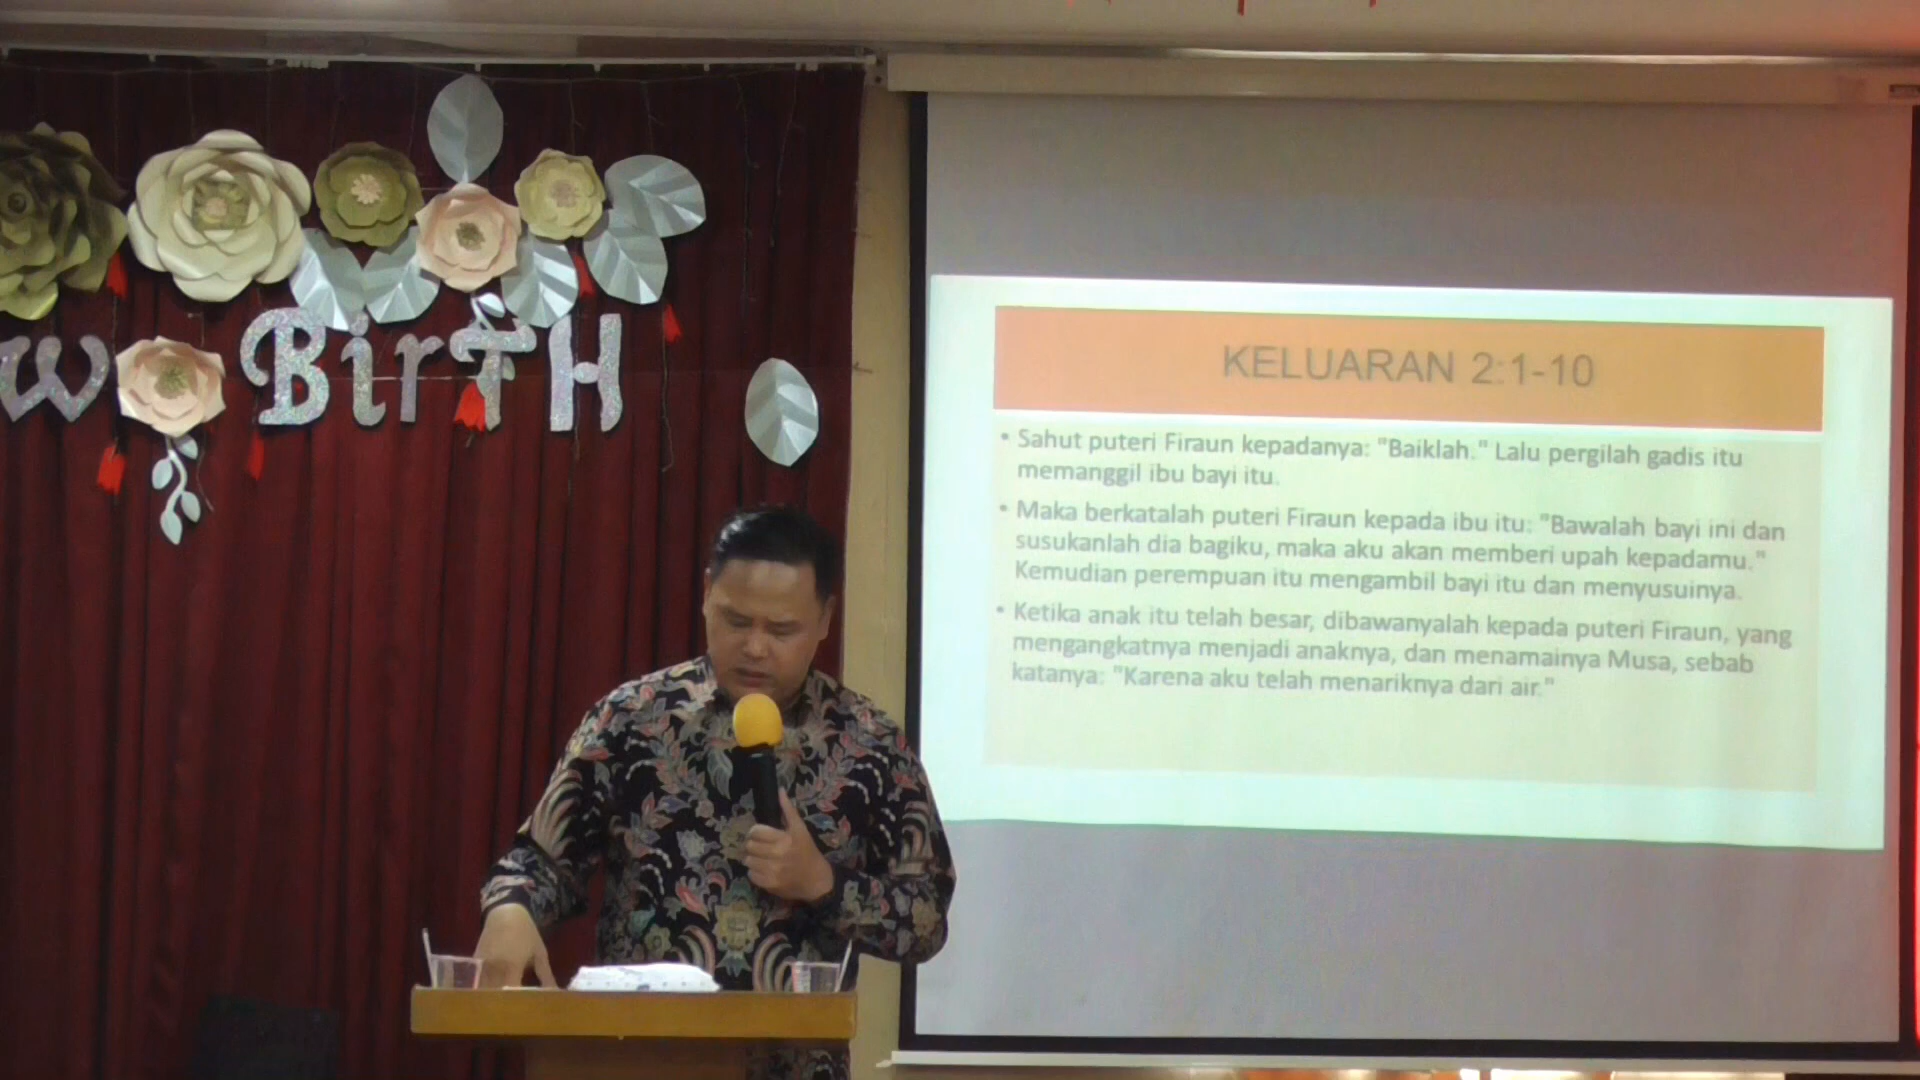 w BirTH
KELUARAN 2:1-10
• Sahut puteri Firaun kepadanya: "Baiklah." Lalu pergilah gadis itu
memanggil ibu bayi itu.
• Maka berkatalah puteri Firaun kepada ibu itu: "Bawalah bayi ini dan
susukanlah dia bagiku, maka aku akan memberi upah kepadamu."
Kemudian perempuan itu mengambil bayi itu dan menyusuinya.
• Ketika anak itu telah besar, dibawanyalah kepada puteri Firaun, yang
mengangkatnya menjadi anaknya, dan menamainya Musa, sebab
katanya: "Karena aku telah menariknya dari air."